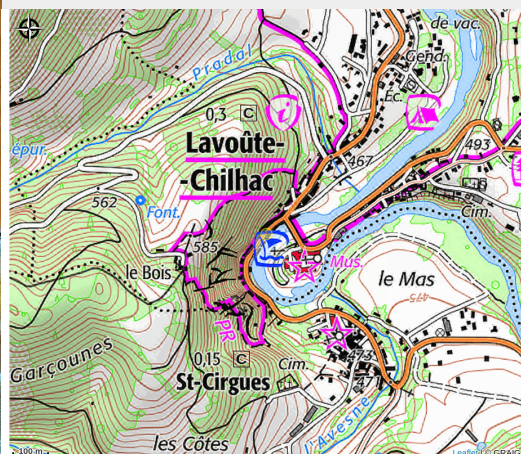 de vac.
Gend.
Pradal
Éc.
0,3 C
i
Lavoûte-
-Chilhac
467
493
épur.
562
Font.
Cim.
585
Mus.
le Bois
le Mas
475
PR
Garçounes
0,15 C
473
Cim.
St-Cirgues
471
l'Avesne
les Côtes
100 m
Leaflet | © GRAIG